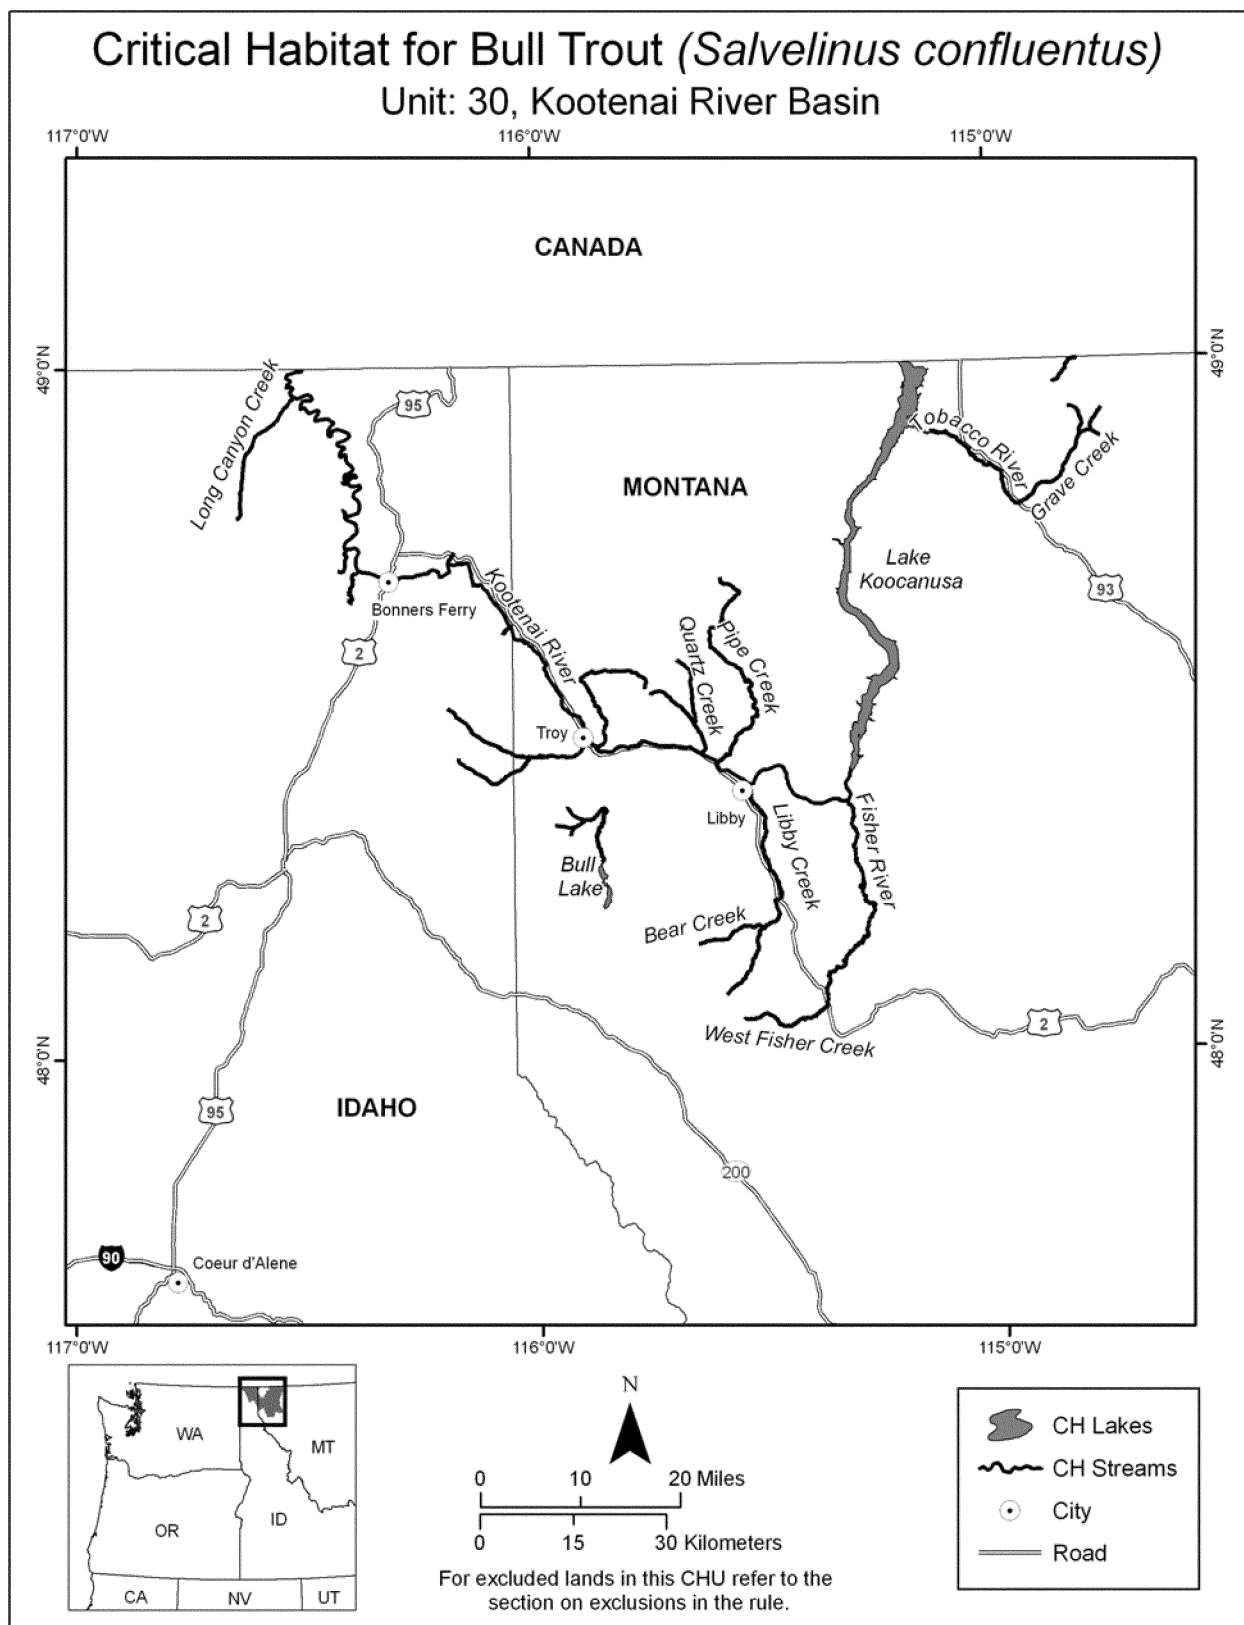 Critical Habitat for Bull Trout (Salvelinus confluentus)
Unit: 30, Kootenai River Basin
117°0'W
116°0'W
115°0'W
CANADA
49°0'N
49°0'N
Long Canyon Creek
95
MONTANA
Tobacco River
Grave Creek
Lake
Koocanusa
93
Bonners Ferry
Kootenai River
2
Quartz Creek
Pipe Creek
Troy
Libby
Libby Creek
Fisher River
Bull
Lake
2
Bear Creek
West Fisher Creek
2
48°0'N
48°0'N
95
IDAHO
200
90
Coeur d'Alene
117°0'W
116°0'W
115°0'W
WA
MT
OR
ID
CA
NV
UT
N
0
10
20 Miles
0
15
30 Kilometers
For excluded lands in this CHU refer to the
section on exclusions in the rule.
CH Lakes
CH Streams
City
Road